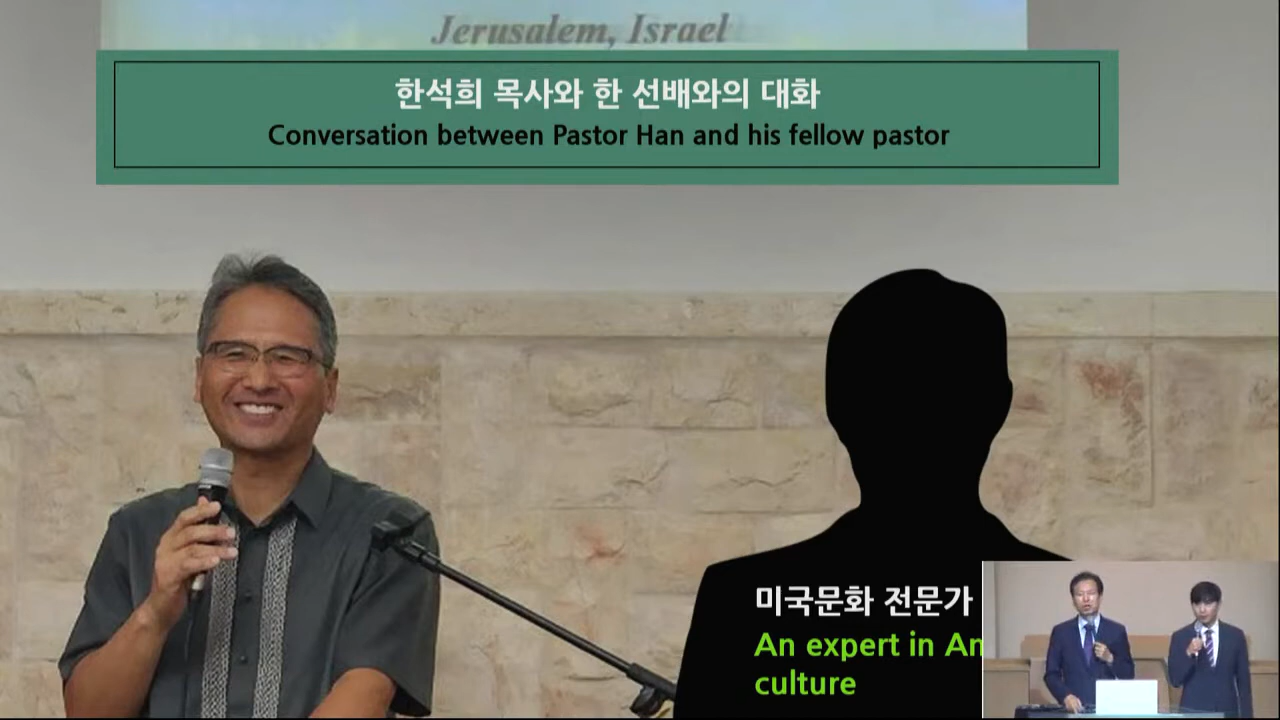 Jerusalem, Israel
한석희 목사와 한 선배와의 대화
Conversation between Pastor Han and his fellow pastor
미국문화 전문가
An expert in An
culture